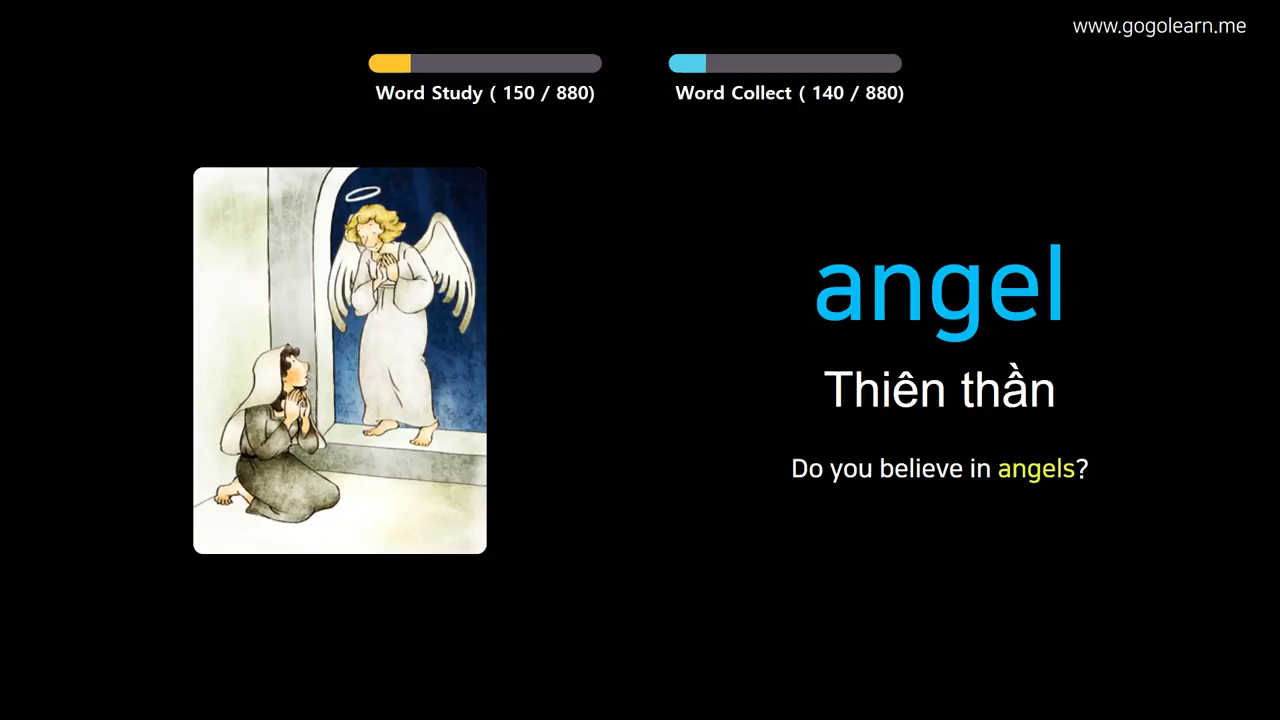 www.gogolearn.me
Word Study ( 150 / 880)
Word Collect ( 140 / 880)
angel
Thiên thần
Do you believe in angels?